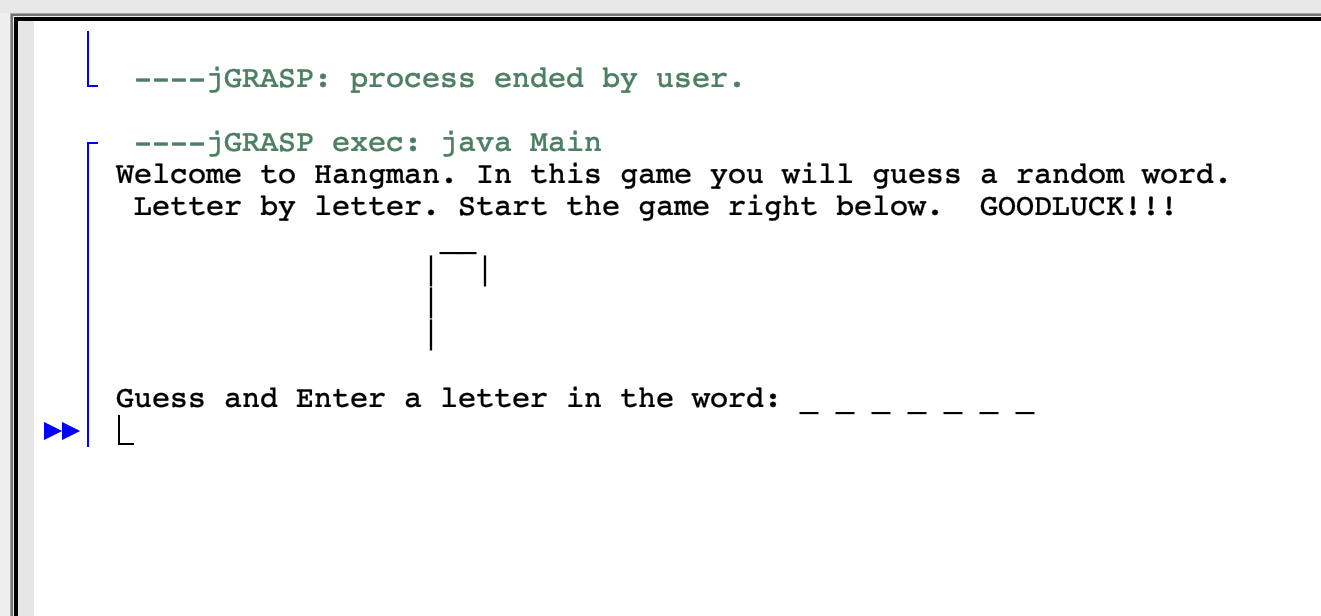 ----jGRASP: process ended by user.
----jGRASP exec: java Main
Welcome to Hangman. In this game you will guess a random word.
Letter by letter. Start the game right below.  GOODLUCK!!!
__
|  |
|
|
Guess and Enter a letter in the word: _ _ _ _ _ _ _